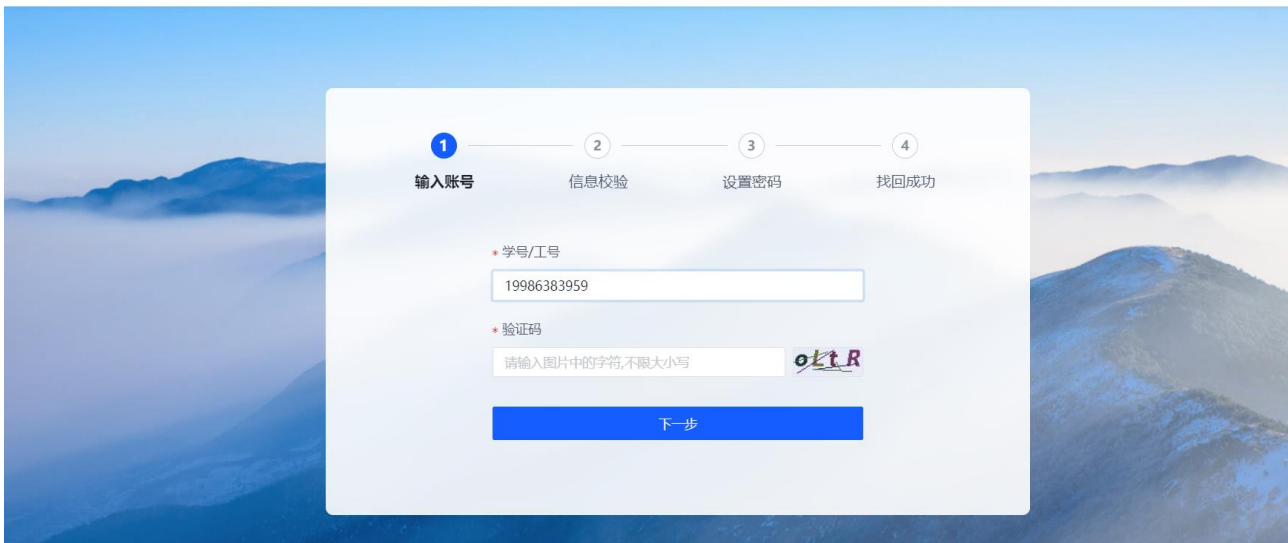 1 2 3 4
输入账号 信息校验 设置密码 找回成功
* 学号/工号
19986383959
* 验证码
请输入图片中的字符,不限大小写 oLtR
下一步